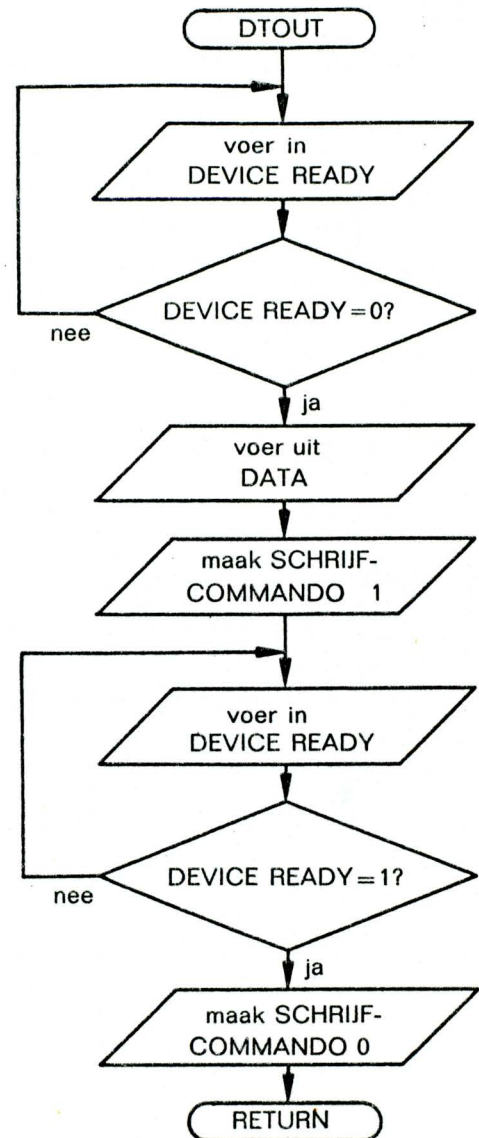 DTOUT
voer in
DEVICE READY
DEVICE READY = 0?
nee
ja
voer uit
DATA
maak SCHRIJF-
COMMANDO 1
voer in
DEVICE READY
DEVICE READY = 1?
nee
ja
maak SCHRIJF-
COMMANDO 0
RETURN